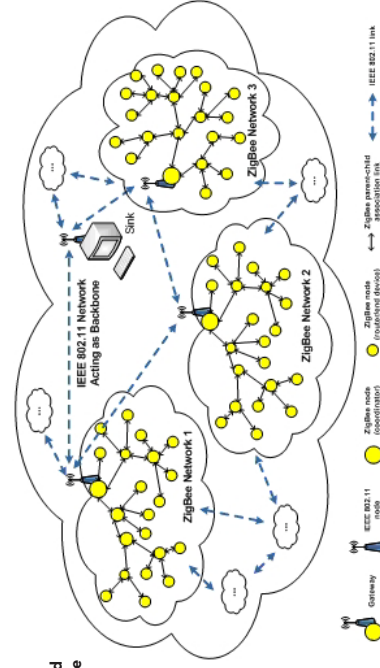 d
e
IEEE 802.11 Network
Acting as Backbone
Sink
ZigBee Network 1
ZigBee Network 2
ZigBee Network 3
...
...
...
...
...
Gateway
IEEE 802.11
node
ZigBee node
(coordinator)
ZigBee node
(router/end device)
ZigBee parent-child
association link
IEEE 802.11 link